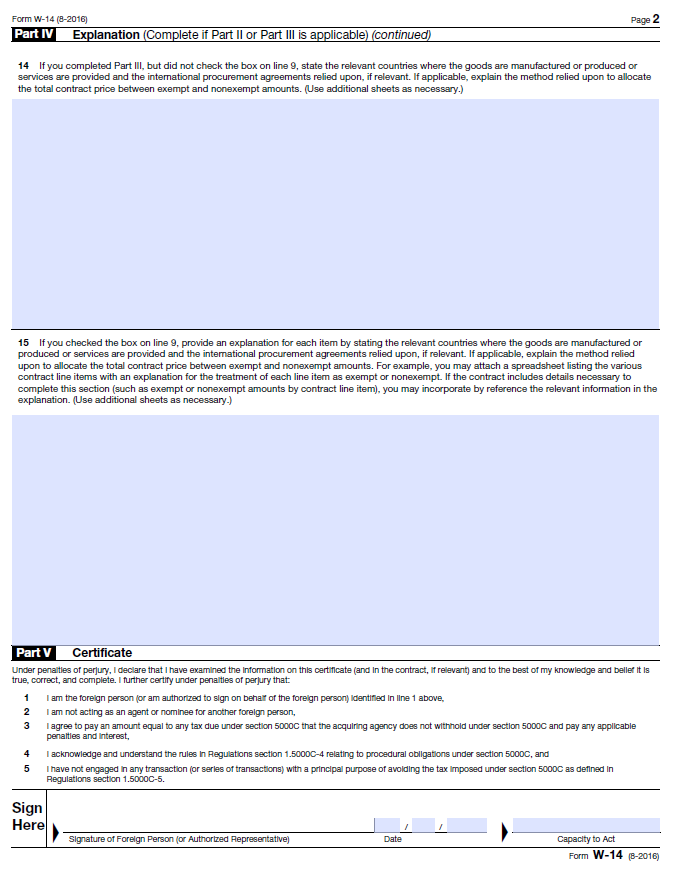 Form W-14 (8-2016) Page 2
Part IV Explanation (Complete if Part II or Part III is applicable) (continued)
14 If you completed Part III, but did not check the box on line 9, state the relevant countries where the goods are manufactured or produced or
services are provided and the international procurement agreements relied upon, if relevant. If applicable, explain the method relied upon to allocate
the total contract price between exempt and nonexempt amounts. (Use additional sheets as necessary.)
15 If you checked the box on line 9, provide an explanation for each item by stating the relevant countries where the goods are manufactured or
produced or services are provided and the international procurement agreements relied upon, if relevant. If applicable, explain the method relied
upon to allocate the total contract price between exempt and nonexempt amounts. For example, you may attach a spreadsheet listing the various
contract line items with an explanation for the treatment of each line item as exempt or nonexempt. If the contract includes details necessary to
complete this section (such as exempt or nonexempt amounts by contract line item), you may incorporate by reference the relevant information in the
explanation. (Use additional sheets as necessary.)
Part V Certificate
Under penalties of perjury, I declare that I have examined the information on this certificate (and in the contract, if relevant) and to the best of my knowledge and belief it is
true, correct, and complete. I further certify under penalties of perjury that:
1 I am the foreign person (or am authorized to sign on behalf of the foreign person) identified in line 1 above,
2 I am not acting as an agent or nominee for another foreign person,
3 I agree to pay an amount equal to any tax due under section 5000C that the acquiring agency does not withhold under section 5000C and pay any applicable
penalties and interest,
4 I acknowledge and understand the rules in Regulations section 1.5000C-4 relating to procedural obligations under section 5000C, and
5 I have not engaged in any transaction (or series of transactions) with a principal purpose of avoiding the tax imposed under section 5000C as defined in
Regulations section 1.5000C-5.
Sign
Here
/ /
Signature of Foreign Person (or Authorized Representative) Date Capacity to Act
Form W-14 (8-2016)